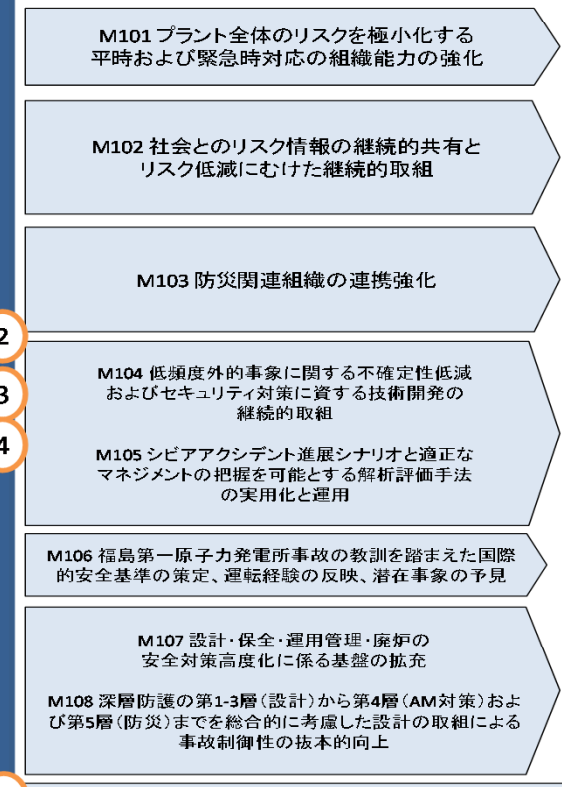 M101 プラント全体のリスクを極小化する
平時および緊急時対応の組織能力の強化
M102 社会とのリスク情報の継続的共有と
リスク低減にむけた継続的取組
M103 防災関連組織の連携強化
2
3
4
M104 低頻度外的事象に関する不確定性低減
およびセキュリティ対策に資する技術開発の
継続的取組
M105 シビアアクシデント進展シナリオと適正な
マネジメントの把握を可能とする解析評価手法
の実用化と運用
M106 福島第一原子力発電所事故の教訓を踏まえた国際
的安全基準の策定、運転経験の反映、潜在事象の予見
M107 設計・保全・運用管理・廃炉の
安全対策高度化に係る基盤の拡充
M108 深層防護の第1-3層（設計）から第4層（AM対策）およ
び第5層（防災）までを総合的に考慮した設計の取組による
事故制御性の抜本的向上